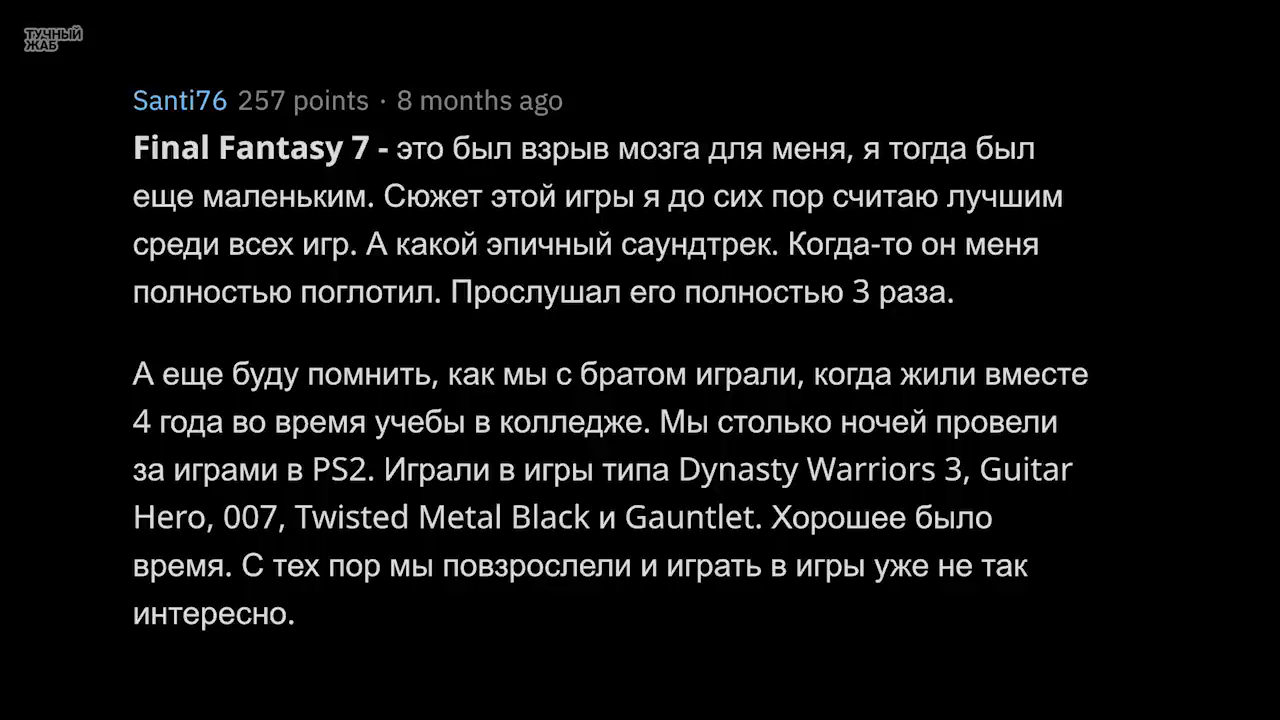 ТУЧНЫЙ
ЖАБ
Santi76 257 points · 8 months ago
Final Fantasy 7 - это был взрыв мозга для меня, я тогда был
еще маленьким. Сюжет этой игры я до сих пор считаю лучшим
среди всех игр. А какой эпичный саундтрек. Когда-то он меня
полностью поглотил. Прослушал его полностью 3 раза.
А еще буду помнить, как мы с братом играли, когда жили вместе
4 года во время учебы в колледже. Мы столько ночей провели
за играми в PS2. Играли в игры типа Dynasty Warriors 3, Guitar
Hero, 007, Twisted Metal Black и Gauntlet. Хорошее было
время. С тех пор мы повзрослели и играть в игры уже не так
интересно.